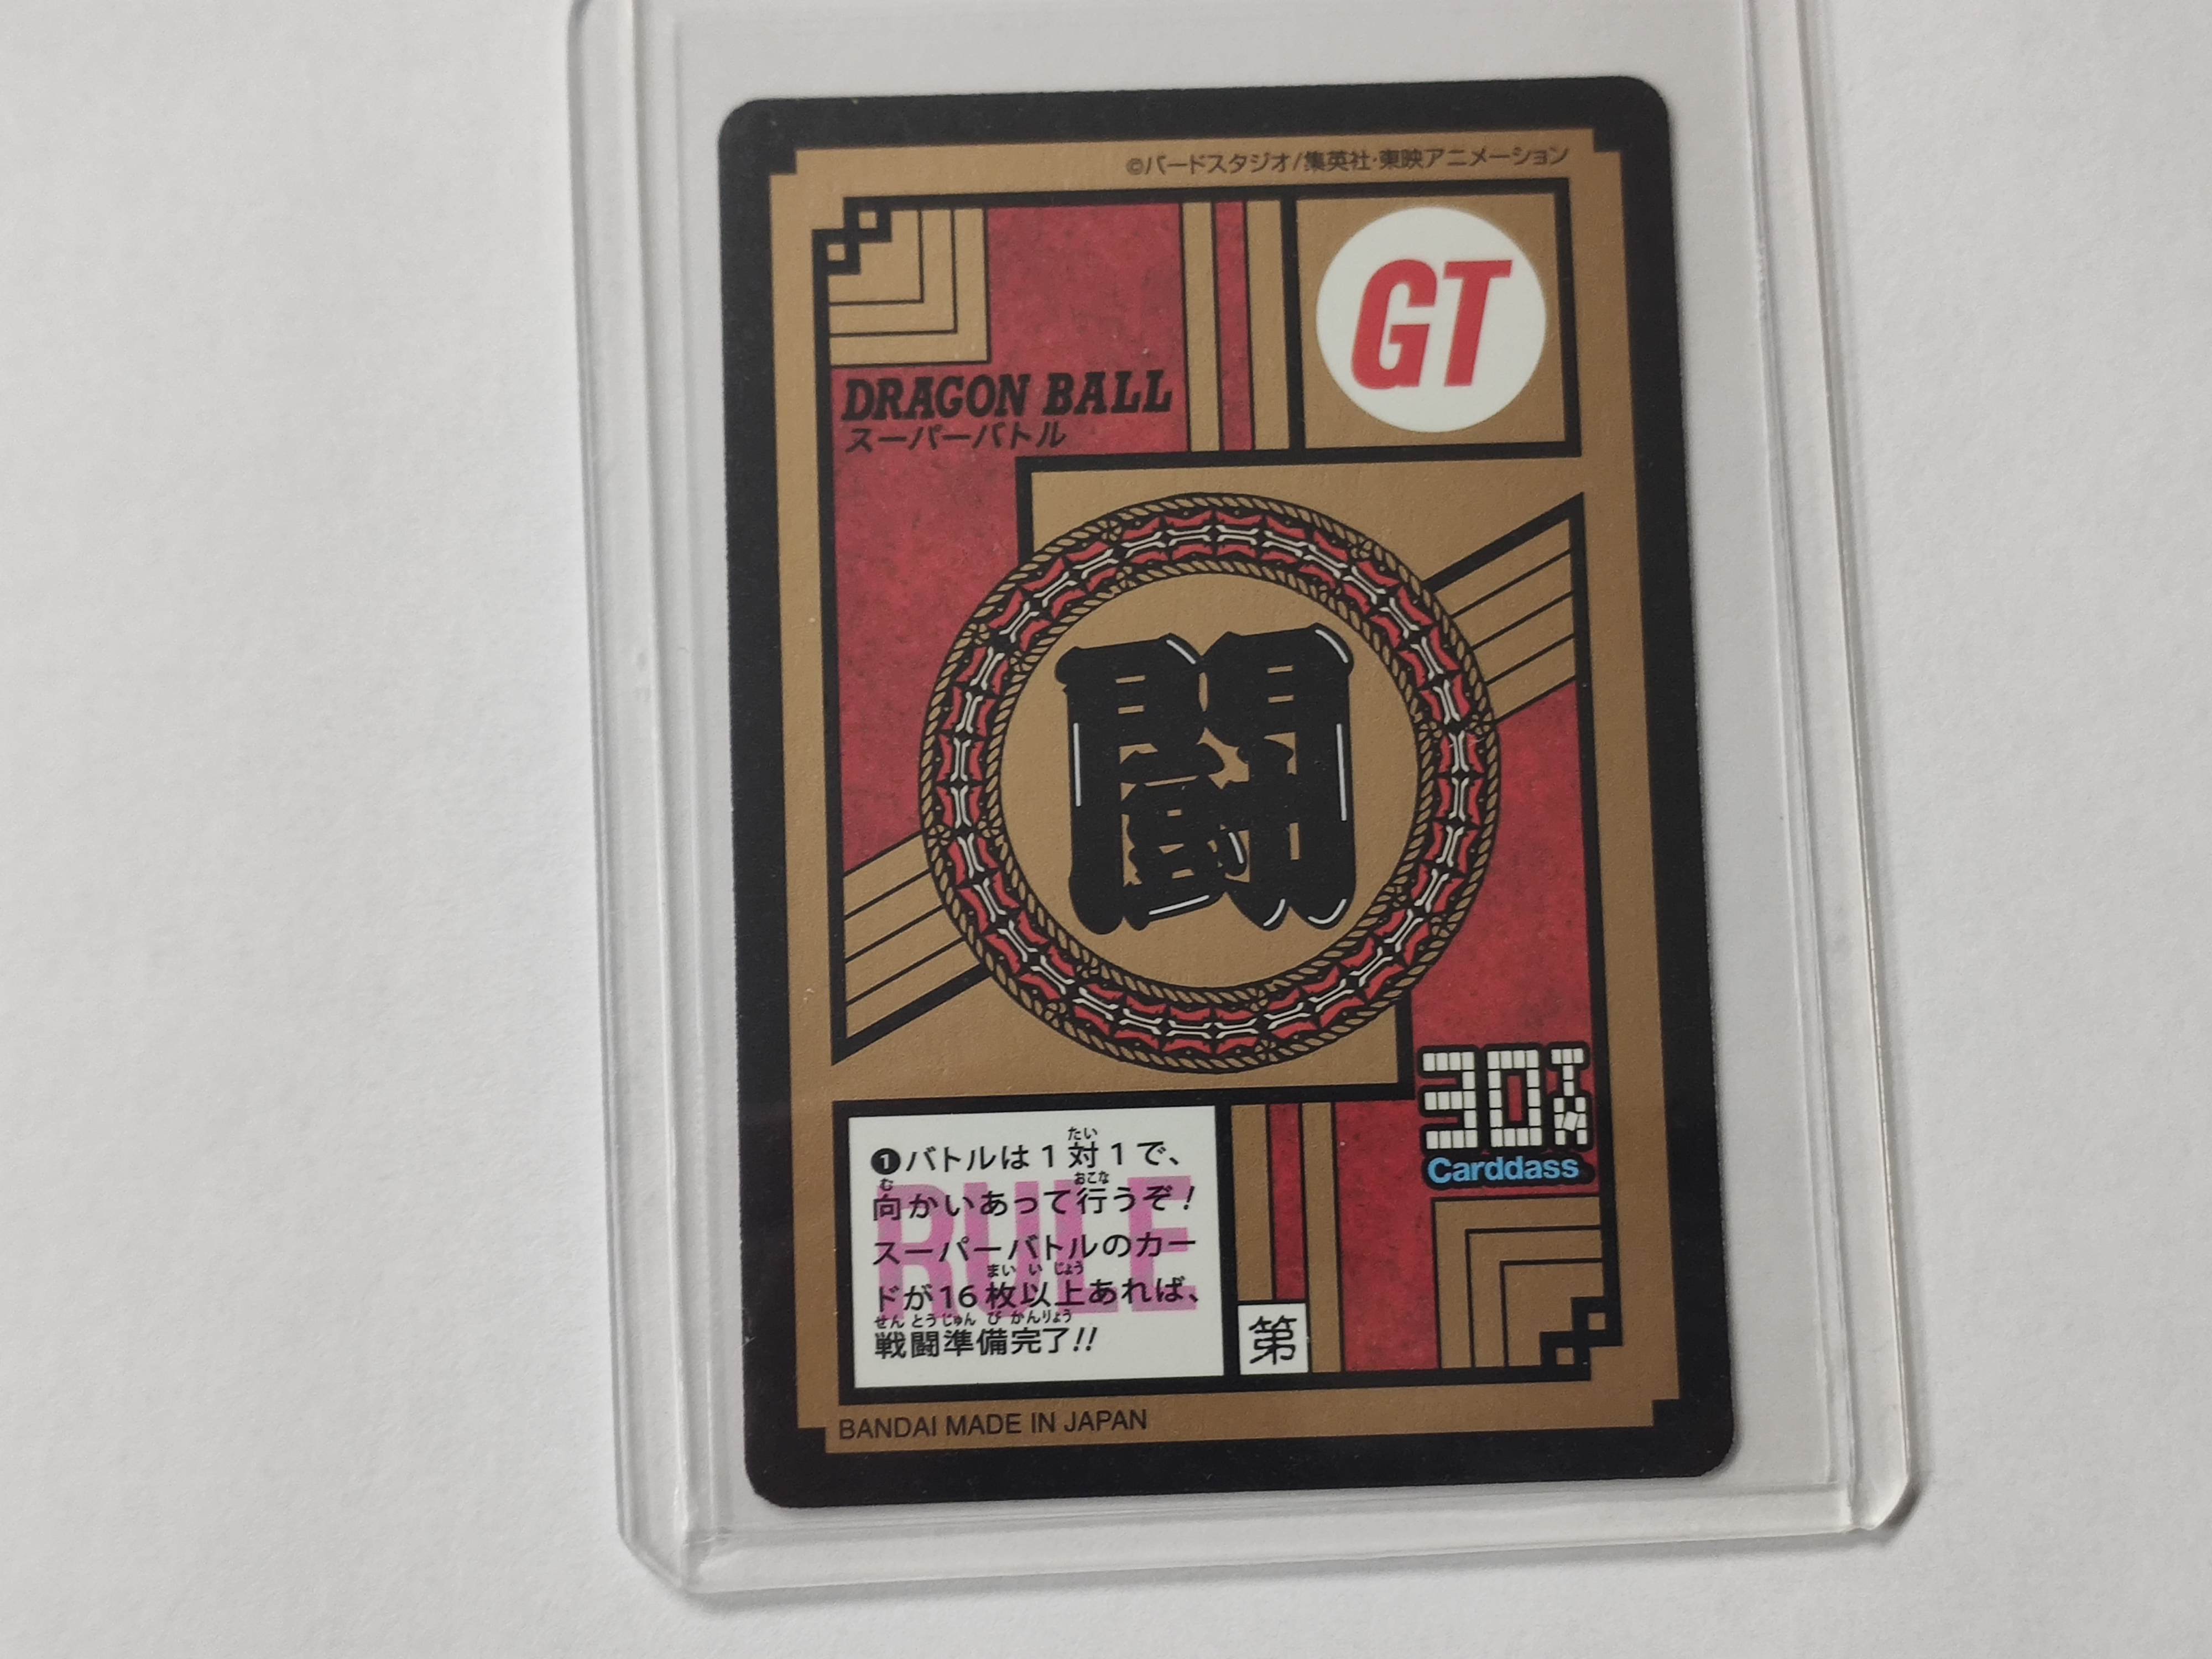 ©バードスタジオ/集英社・東映アニメーション
GT
DRAGON BALL
スーパーバトル
闘
30th
Carddass
RULE
❶バトルは1対1で、
向かいあって行うぞ!
スーパーバトルのカー
ドが16枚以上あれば、
戦闘準備完了!!
第
BANDAI MADE IN JAPAN